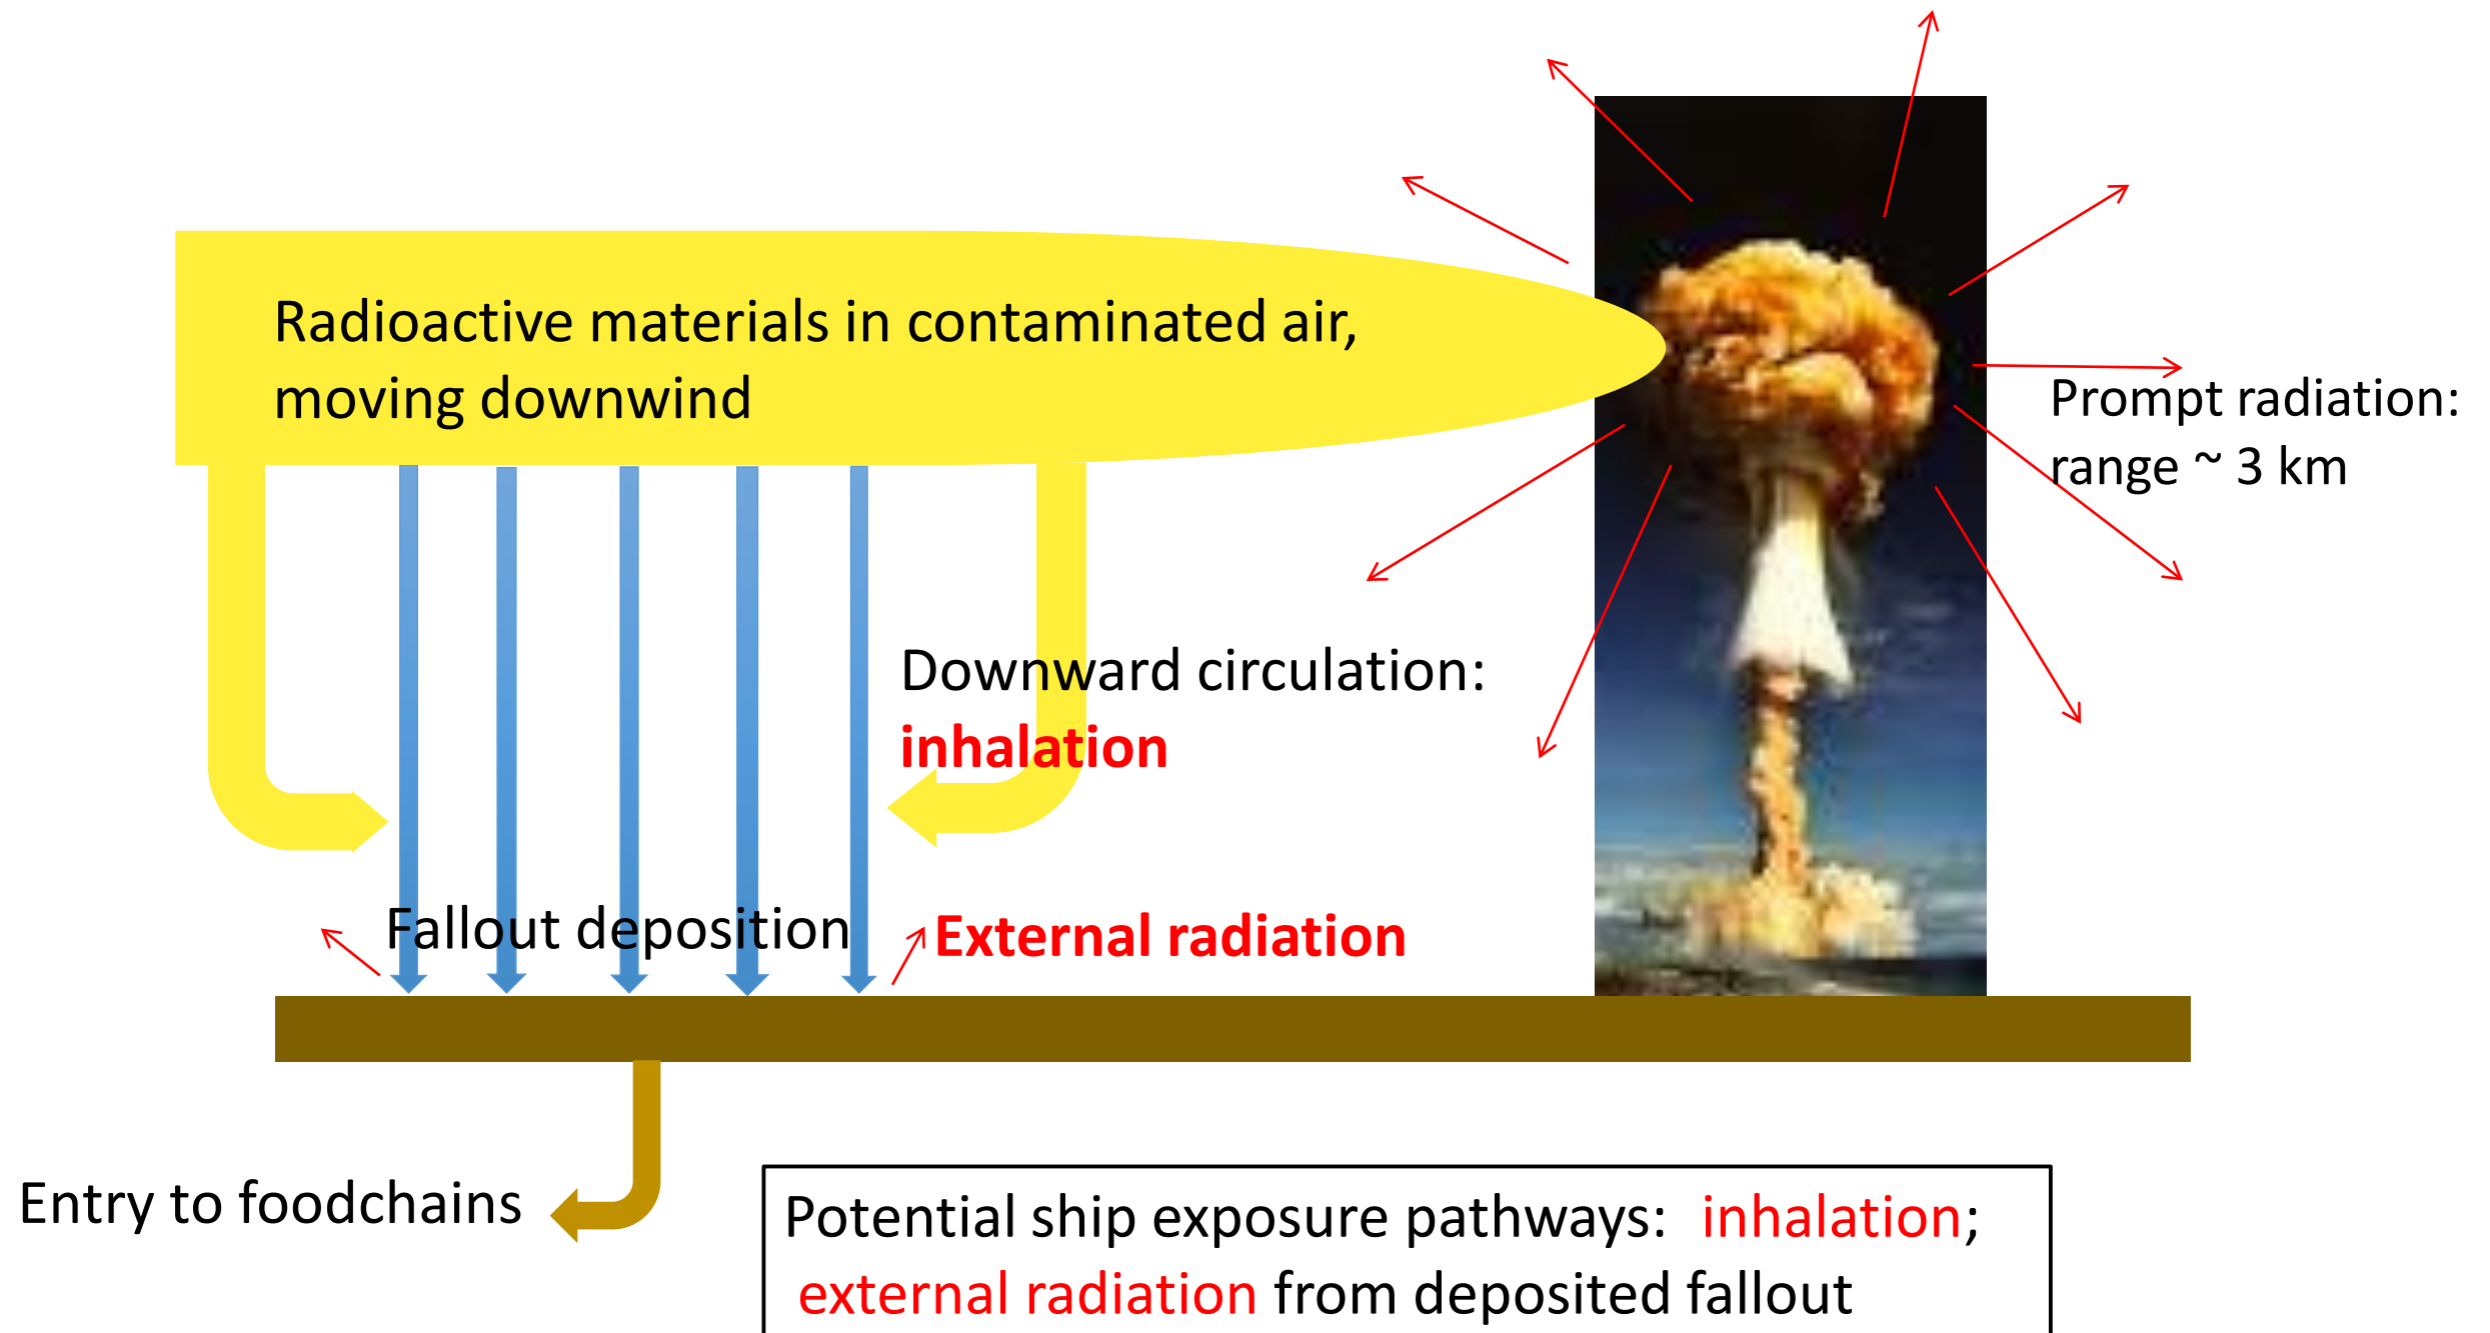 Radioactive materials in contaminated air,
moving downwind
Prompt radiation:
range ~ 3 km
Downward circulation:
inhalation
Fallout deposition
External radiation
Entry to foodchains
Potential ship exposure pathways: inhalation;
external radiation from deposited fallout